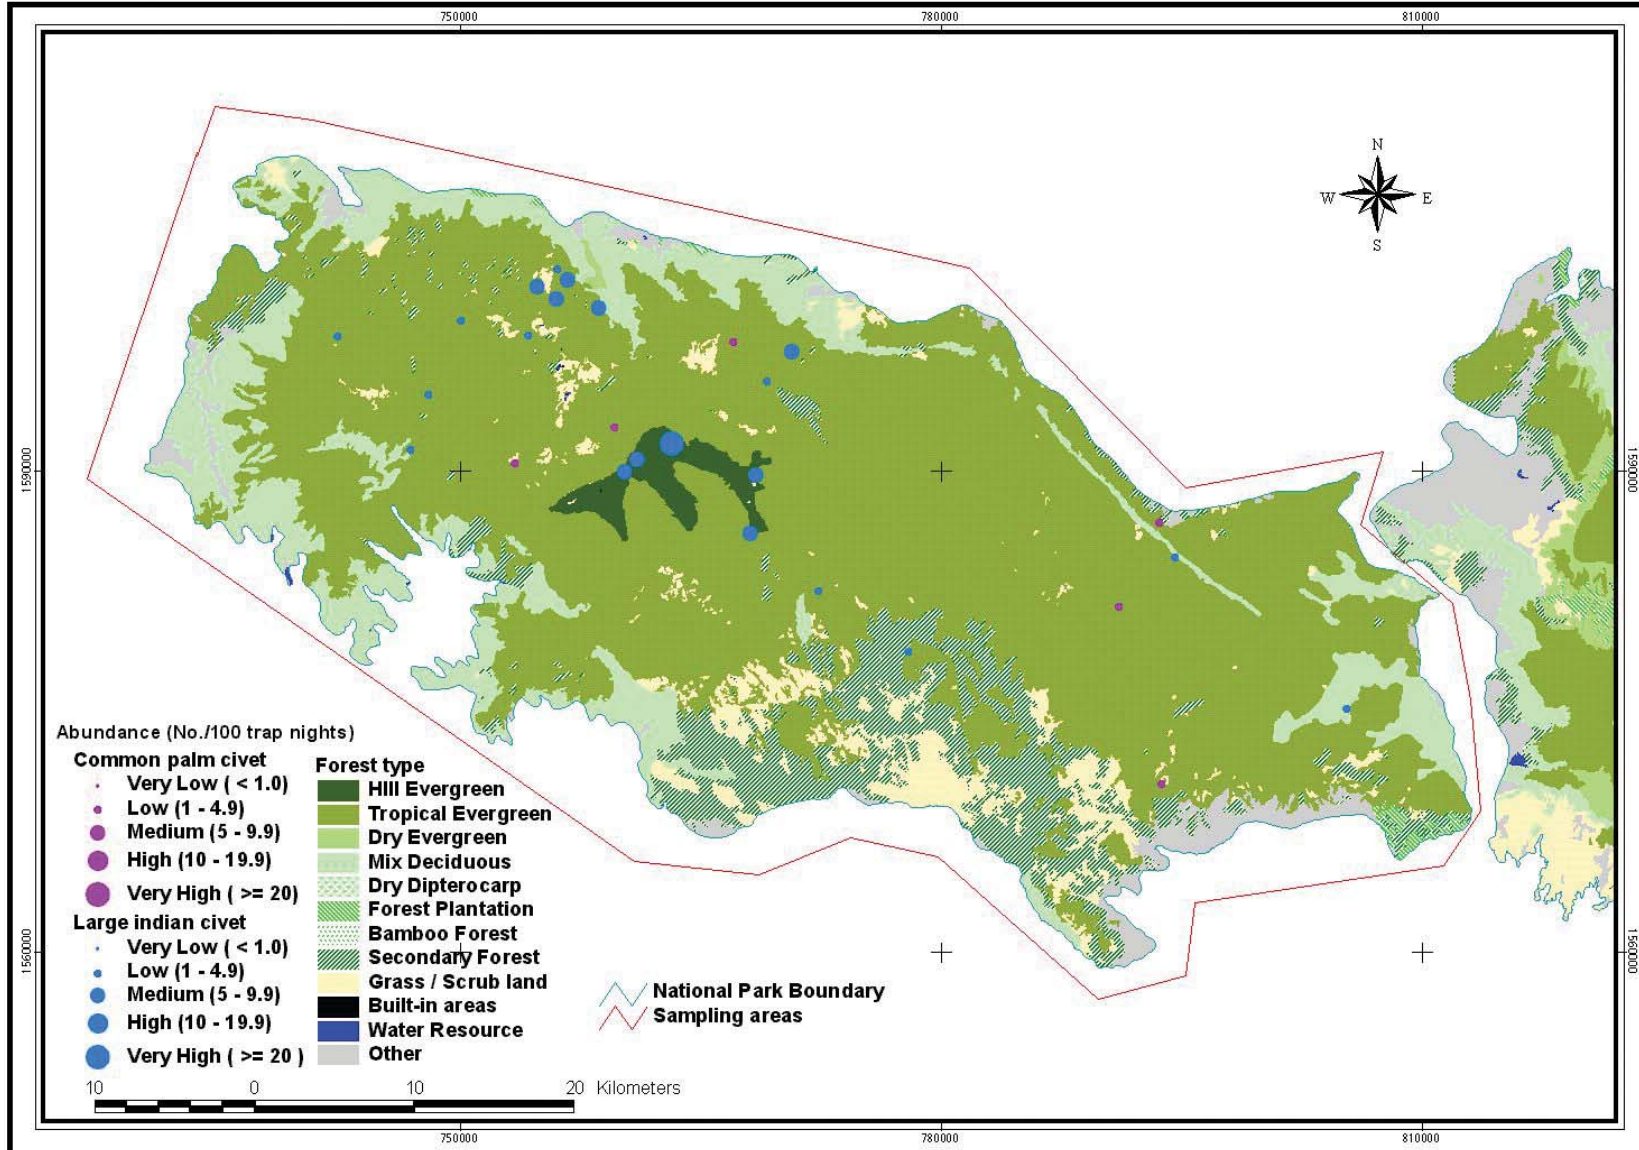 750000 780000 810000
N
W E
S
1590000 1590000
Abundance (No./100 trap nights)
Common palm civet
Very Low ( < 1.0)
Low (1 - 4.9)
Medium (5 - 9.9)
High (10 - 19.9)
Very High ( >= 20)
Large indian civet
Very Low ( < 1.0)
Low (1 - 4.9)
Medium (5 - 9.9)
High (10 - 19.9)
Very High ( >= 20 )
Forest type
Hill Evergreen
Tropical Evergreen
Dry Evergreen
Mix Deciduous
Dry Dipterocarp
Forest Plantation
Bamboo Forest
Secondary Forest
Grass / Scrub land
Built-in areas
Water Resource
Other
National Park Boundary
Sampling areas
1560000 1560000
10 0 10 20 Kilometers
750000 780000 810000